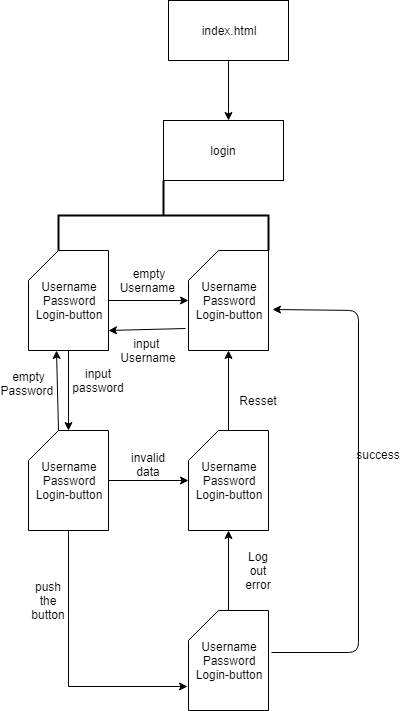 index.html
login
Username
Password
Login-button
empty
Username
Username
Password
Login-button
input
Username
empty
Password
input
password
Resset
Username
Password
Login-button
invalid
data
Username
Password
Login-button
success
push
the
button
Log
out
error
Username
Password
Login-button